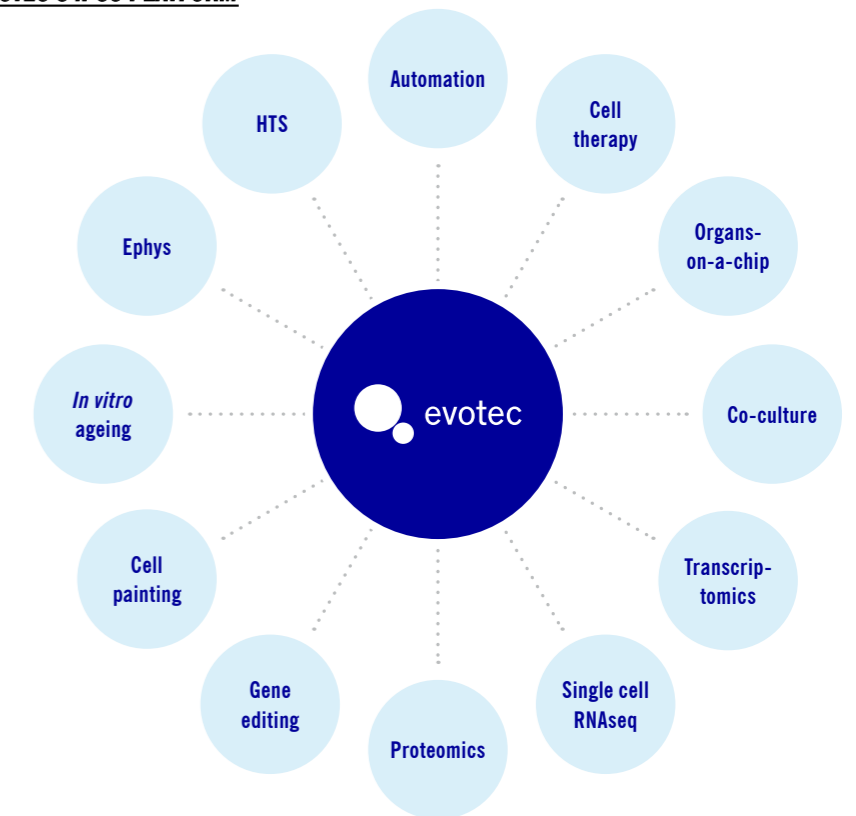 Automation
HTS
Cell
therapy
Ephys
Organs-
on-a-chip
In vitro
ageing
evotec
Co-culture
Cell
painting
Transcrip-
tomics
Gene
editing
Single cell
RNAseq
Proteomics